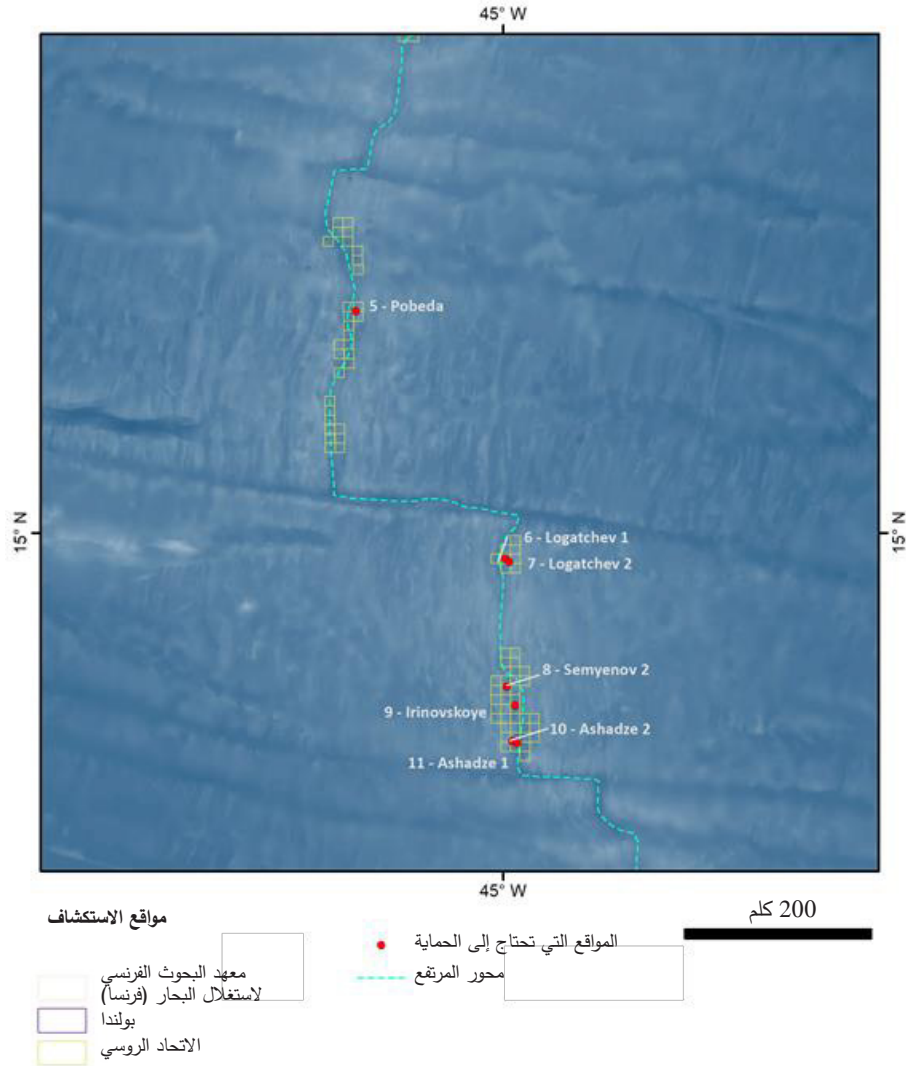 45° W
5 - Pobeda
15° N
15° N
6 - Logatchev 1
7 - Logatchev 2
8 - Semyenov 2
9 - Irinovskoye
10 - Ashadze 2
11 - Ashadze 1
45° W
مواقع الاستكشاف
معهد البحوث الفرنسي
لاستغلال البحار (فرنسا)
بولندا
الاتحاد الروسي
المواقع التي تحتاج إلى الحماية
محور المرتفع
200 كلم